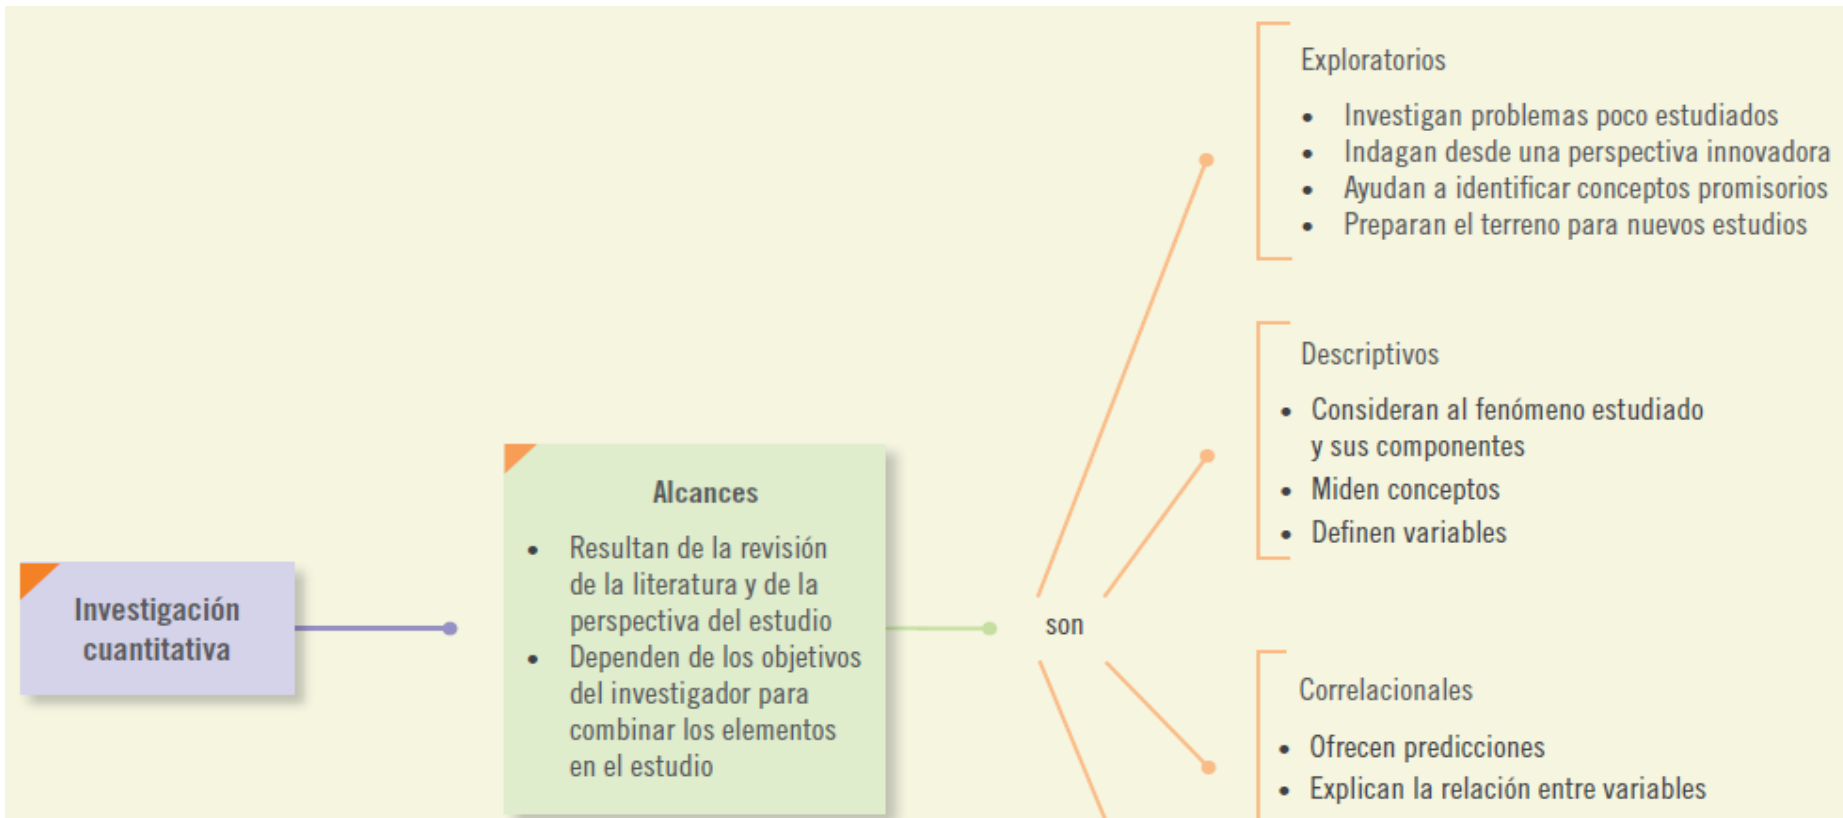 Investigación
cuantitativa
Alcances
• Resultan de la revisión
de la literatura y de la
perspectiva del estudio
• Dependen de los objetivos
del investigador para
combinar los elementos
en el estudio
son
Exploratorios
• Investigan problemas poco estudiados
• Indagan desde una perspectiva innovadora
• Ayudan a identificar conceptos promisorios
• Preparan el terreno para nuevos estudios
Descriptivos
• Consideran al fenómeno estudiado
y sus componentes
• Miden conceptos
• Definen variables
Correlacionales
• Ofrecen predicciones
• Explican la relación entre variables